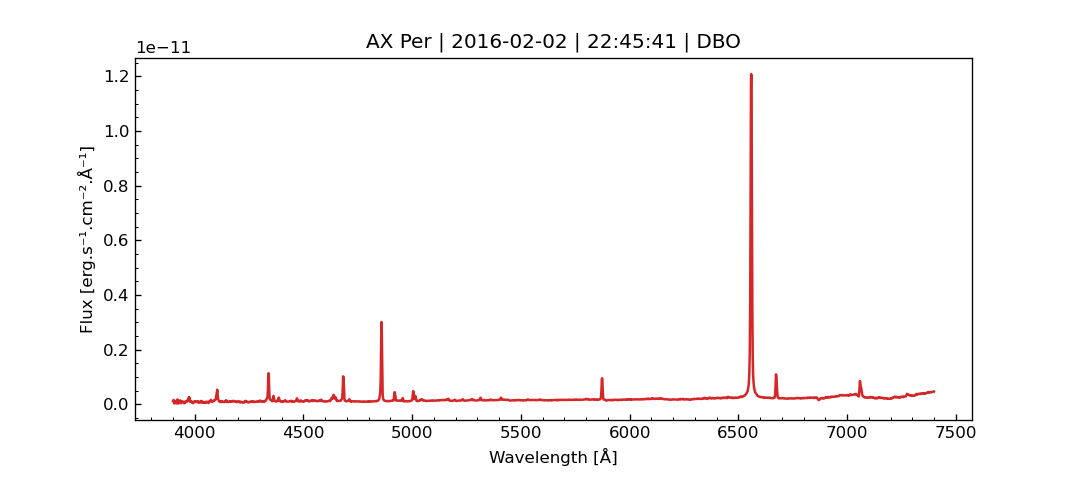 AX Per | 2016-02-02 | 22:45:41 | DBO
1e−11
1.2
1.0
0.8
0.6
0.4
0.2
0.0
Flux [erg.s⁻¹.cm⁻².Å⁻¹]
4000 4500 5000 5500 6000 6500 7000 7500
Wavelength [Å]